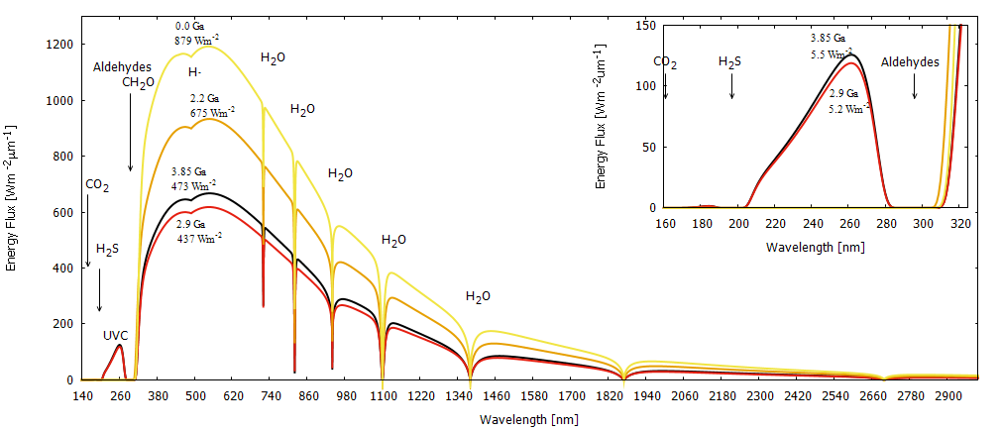 0.0 Ga
879 Wm-2
Aldehydes
CH2O
H-
H2O
2.2 Ga
675 Wm-2
H2O
3.85 Ga
473 Wm-2
H2O
CO2
2.9 Ga
437 Wm-2
H2S
H2O
H2O
UVC
Energy Flux [Wm-2μm-1]
1200
1000
800
600
400
200
0
140 260 380 500 620 740 860 980 1100 1220 1340 1460 1580 1700 1820 1940 2060 2180 2300 2420 2540 2660 2780 2900
Wavelength [nm]
Energy Flux [Wm-2um-1]
150
100
50
0
CO2
H2S
3.85 Ga
5.5 Wm-2
2.9 Ga
5.2 Wm-2
Aldehydes
160 180 200 220 240 260 280 300 320
Wavelength [nm]